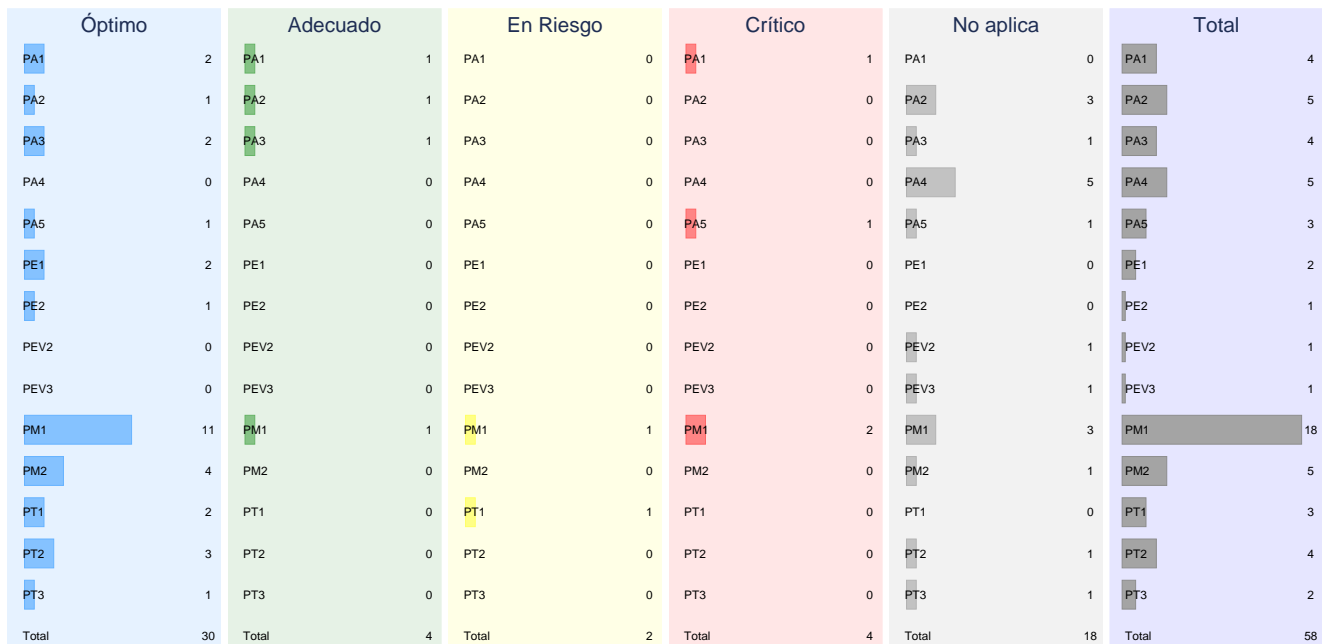 Óptimo Adecuado En Riesgo Crítico No aplica Total
PA1 2 PA1 1 PA1 0 PA1 1 PA1 0 PA1 4
PA2 1 PA2 1 PA2 0 PA2 0 PA2 3 PA2 5
PA3 2 PA3 1 PA3 0 PA3 0 PA3 1 PA3 4
PA4 0 PA4 0 PA4 0 PA4 0 PA4 5 PA4 5
PA5 1 PA5 0 PA5 0 PA5 1 PA5 1 PA5 3
PE1 2 PE1 0 PE1 0 PE1 0 PE1 0 PE1 2
PE2 1 PE2 0 PE2 0 PE2 0 PE2 0 PE2 1
PEV2 0 PEV2 0 PEV2 0 PEV2 0 PEV2 1 PEV2 1
PEV3 0 PEV3 0 PEV3 0 PEV3 0 PEV3 1 PEV3 1
PM1 11 PM1 1 PM1 1 PM1 2 PM1 3 PM1 18
PM2 4 PM2 0 PM2 0 PM2 0 PM2 1 PM2 5
PT1 2 PT1 0 PT1 1 PT1 0 PT1 0 PT1 3
PT2 3 PT2 0 PT2 0 PT2 0 PT2 1 PT2 4
PT3 1 PT3 0 PT3 0 PT3 0 PT3 1 PT3 2
Total 30 Total 4 Total 2 Total 4 Total 18 Total 58